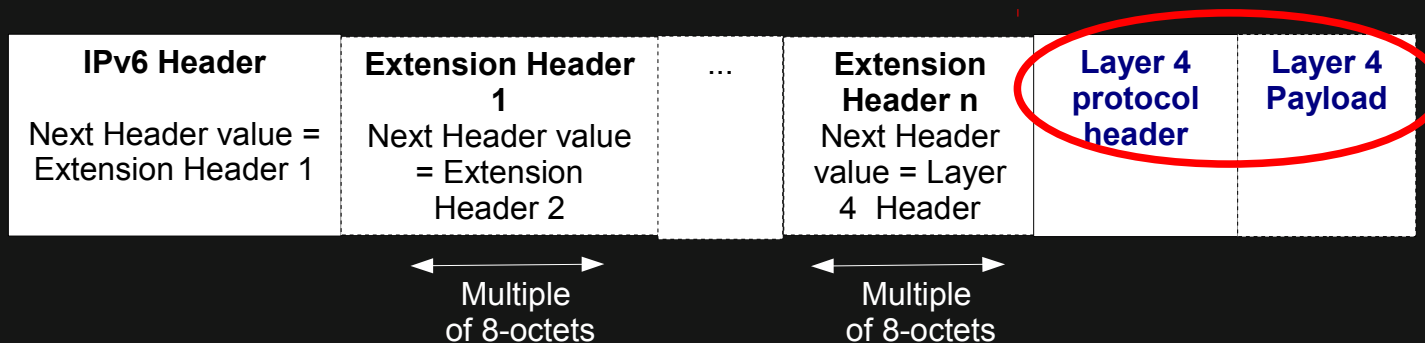 IPv6 Header
Next Header value =
Extension Header 1
Extension Header
1
Next Header value
= Extension
Header 2
...
Extension
Header n
Next Header
value = Layer
4 Header
Layer 4
protocol
header
Layer 4
Payload
Multiple
of 8-octets
Multiple
of 8-octets